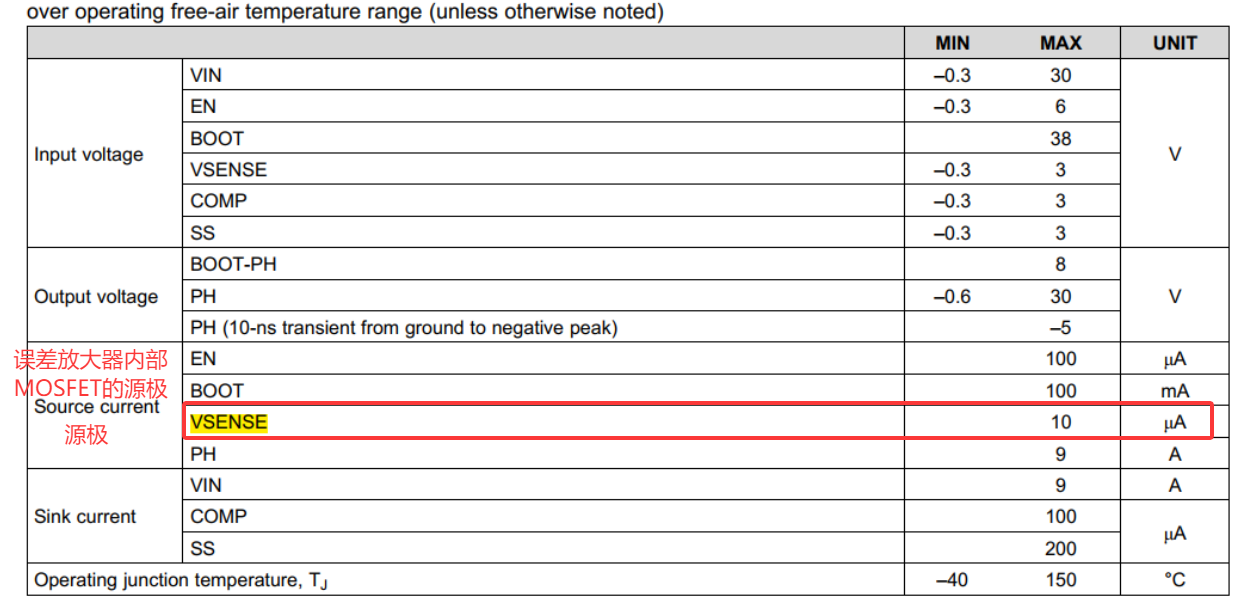 over operating free-air temperature range (unless otherwise noted)
MIN MAX UNIT
Input voltage VIN –0.3 30 V
EN –0.3 6
BOOT 38
VSENSE –0.3 3
COMP –0.3 3
SS –0.3 3
Output voltage BOOT-PH 8 V
PH –0.6 30
PH (10-ns transient from ground to negative peak) –5
误差放大器内部
MOSFET的源极
Source current
源极
EN 100 μA
BOOT 100 mA
VSENSE 10 μA
PH 9 A
Sink current VIN 9 A
COMP 100 μA
SS 200
Operating junction temperature, TJ –40 150 °C